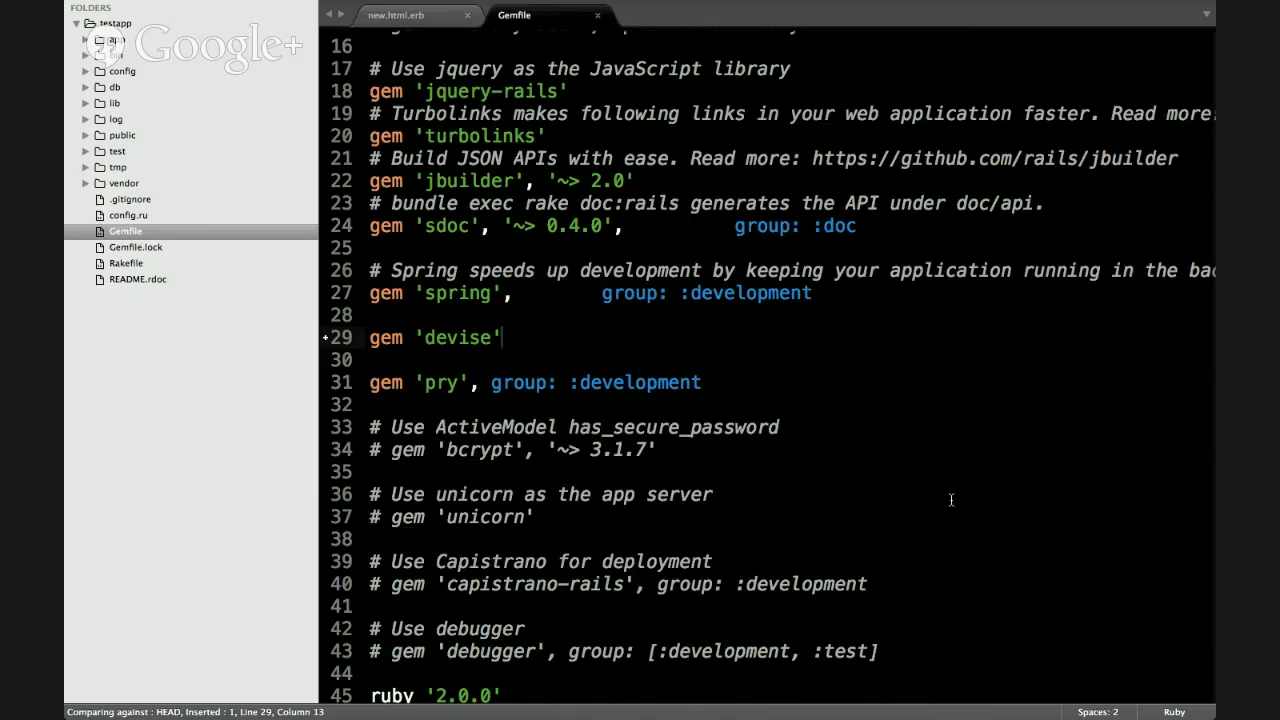 FOLDERS
testapp
app
config
db
lib
log
public
test
tmp
vendor
.gitignore
config.ru
Gemfile
Gemfile.lock
Rakefile
README.rdoc
Google+
new.html.erb ×
Gemfile ×
16
17 # Use jquery as the JavaScript library
18 gem 'jquery-rails'
19 # Turbolinks makes following links in your web application faster. Read more:
20 gem 'turbolinks'
21 # Build JSON APIs with ease. Read more: https://github.com/rails/jbuilder
22 gem 'jbuilder', '~> 2.0'
23 # bundle exec rake doc:rails generates the API under doc/api.
24 gem 'sdoc', '~> 0.4.0', group: :doc
25
26 # Spring speeds up development by keeping your application running in the bac
27 gem 'spring', group: :development
28
29 gem 'devise'
30
31 gem 'pry', group: :development
32
33 # Use ActiveModel has_secure_password
34 # gem 'bcrypt', '~> 3.1.7'
35
36 # Use unicorn as the app server
37 # gem 'unicorn'
38
39 # Use Capistrano for deployment
40 # gem 'capistrano-rails', group: :development
41
42 # Use debugger
43 # gem 'debugger', group: [:development, :test]
44
45 ruby '2.0.0'
Comparing against : HEAD, Inserted : 1, Line 29, Column 13
Spaces: 2
Ruby